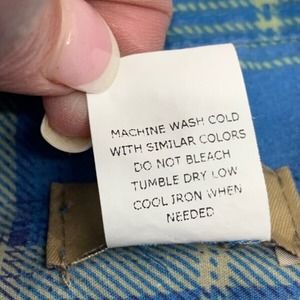 MACHINE WASH COLD
WITH SIMILAR COLORS
DO NOT BLEACH
TUMBLE DRY LOW
COOL IRON WHEN
NEEDED